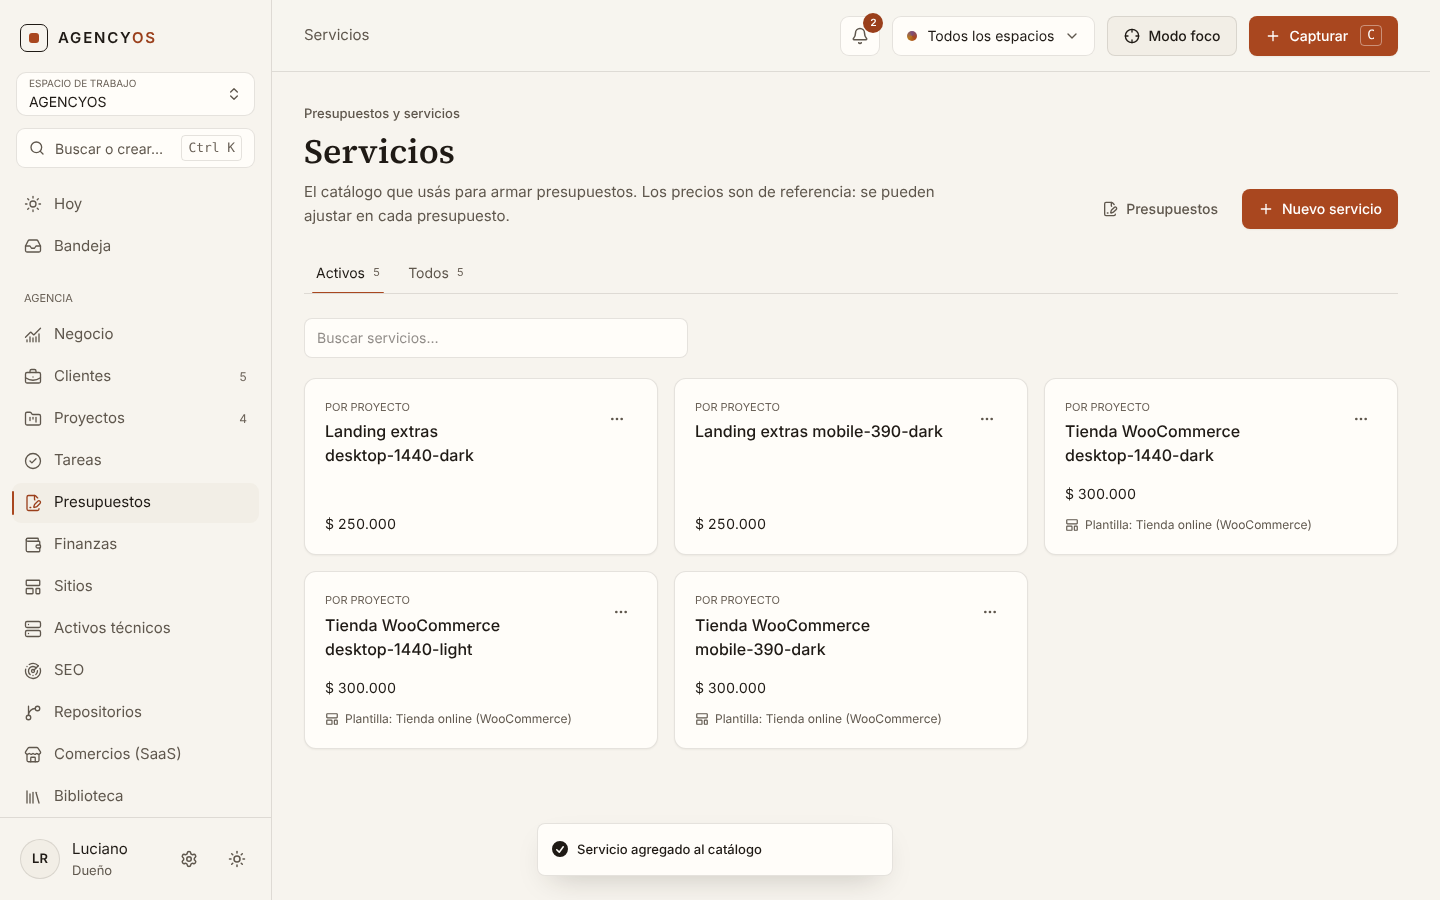 AGENCYOS
ESPACIO DE TRABAJO
AGENCYOS
Buscar o crear...
Ctrl K
Hoy
Bandeja
AGENCIA
Negocio
Clientes 5
Proyectos 4
Tareas
Presupuestos
Finanzas
Sitios
Activos técnicos
SEO
Repositorios
Comercios (SaaS)
Biblioteca
LR
Luciano
Dueño
Servicios
2
Todos los espacios
Modo foco
Capturar C
Presupuestos y servicios
Servicios
El catálogo que usás para armar presupuestos. Los precios son de referencia: se pueden
ajustar en cada presupuesto.
Presupuestos
Nuevo servicio
Activos 5
Todos 5
Buscar servicios...
POR PROYECTO
Landing extras
desktop-1440-dark
$ 250.000
POR PROYECTO
Landing extras mobile-390-dark
$ 250.000
POR PROYECTO
Tienda WooCommerce
desktop-1440-dark
$ 300.000
Plantilla: Tienda online (WooCommerce)
POR PROYECTO
Tienda WooCommerce
desktop-1440-light
$ 300.000
Plantilla: Tienda online (WooCommerce)
POR PROYECTO
Tienda WooCommerce
mobile-390-dark
$ 300.000
Plantilla: Tienda online (WooCommerce)
Servicio agregado al catálogo